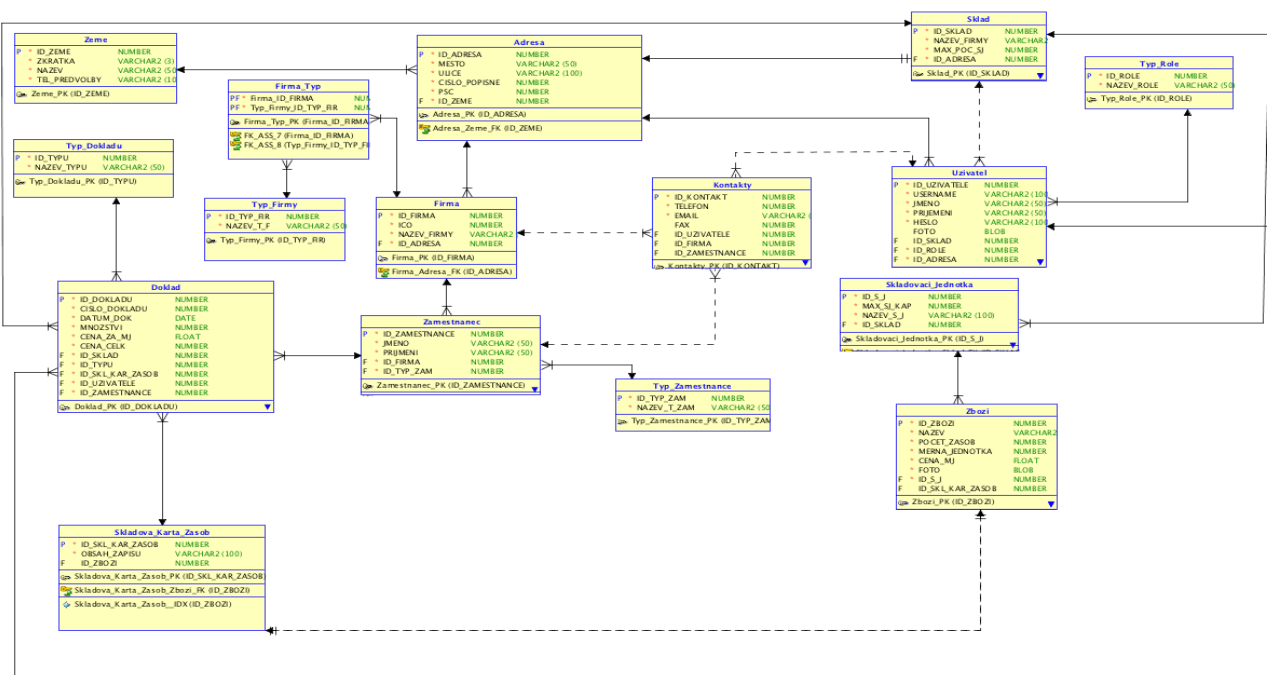 Zeme
P * ID_ZEME NUMBER
* ZKRATKA VARCHAR2 (3)
* NAZEV VARCHAR2 (50
* TEL_PREDVOLBY VARCHAR2 (10
Zeme_PK (ID_ZEME)
Adresa
P * ID_ADRESA NUMBER
* MESTO VARCHAR2 (50)
* ULICE VARCHAR2 (100)
* CISLO_POPISNE NUMBER
* PSC NUMBER
F * ID_ZEME NUMBER
Adresa_PK (ID_ADRESA)
Adresa_Zeme_FK (ID_ZEME)
Sklad
P * ID_SKLAD NUMBER
* NAZEV_FIRMY VARCHAR2
* MAX_POC_SJ NUMBER
F * ID_ADRESA NUMBER
Sklad_PK (ID_SKLAD)
Typ_Role
P * ID_ROLE NUMBER
* NAZEV_ROLE VARCHAR2 (50
Typ_Role_PK (ID_ROLE)
Firma_Typ
PF * Firma_ID_FIRMA NUM
PF * Typ_Firmy_ID_TYP_FIR NUM
Firma_Typ_PK (Firma_ID_FIRMA
FK_ASS_7 (Firma_ID_FIRMA)
FK_ASS_8 (Typ_Firmy_ID_TYP_FI
Typ_Dokladu
P * ID_TYPU NUMBER
* NAZEV_TYPU VARCHAR2 (50)
Typ_Dokladu_PK (ID_TYPU)
Typ_Firmy
P * ID_TYP_FIR NUMBER
* NAZEV_T_F VARCHAR2 (50
Typ_Firmy_PK (ID_TYP_FIR)
Firma
P * ID_FIRMA NUMBER
* ICO NUMBER
* NAZEV_FIRMY VARCHAR2
F * ID_ADRESA NUMBER
Firma_PK (ID_FIRMA)
Firma_Adresa_FK (ID_ADRESA)
Kontakty
P * ID_KONTAKT NUMBER
TELEFON NUMBER
* EMAIL VARCHAR2 (
FAX NUMBER
F ID_UZIVATELE NUMBER
F ID_FIRMA NUMBER
F ID_ZAMESTNANCE NUMBER
Kontakty_PK (ID_KONTAKT)
Uzivatel
P * ID_UZIVATELE NUMBER
* USERNAME VARCHAR2 (100
* JMENO VARCHAR2 (50)
* PRIJEMENI VARCHAR2 (50)
* HESLO VARCHAR2 (100
FOTO BLOB
F ID_SKLAD NUMBER
F * ID_ROLE NUMBER
F * ID_ADRESA NUMBER
Doklad
P * ID_DOKLADU NUMBER
* CISLO_DOKLADU NUMBER
* DATUM_DOK DATE
* MNOZSTVI NUMBER
* CENA_ZA_MJ FLOAT
* CENA_CELK NUMBER
F * ID_SKLAD NUMBER
F * ID_TYPU NUMBER
F * ID_SKL_KAR_ZASOB NUMBER
F * ID_UZIVATELE NUMBER
F * ID_ZAMESTNANCE NUMBER
Doklad_PK (ID_DOKLADU)
Zamestnanec
P * ID_ZAMESTNANCE NUMBER
* JMENO VARCHAR2 (50)
* PRIJMENI VARCHAR2 (50)
F * ID_FIRMA NUMBER
F * ID_TYP_ZAM NUMBER
Zamestnanec_PK (ID_ZAMESTNANCE)
Skladovaci_Jednotka
P * ID_S_J NUMBER
* MAX_SJ_KAP NUMBER
* NAZEV_S_J VARCHAR2 (100)
F * ID_SKLAD NUMBER
Skladovaci_Jednotka_PK (ID_S_J)
Typ_Zamestnance
P * ID_TYP_ZAM NUMBER
* NAZEV_T_ZAM VARCHAR2 (50
Typ_Zamestnance_PK (ID_TYP_ZAM
Zbozi
P * ID_ZBOZI NUMBER
* NAZEV VARCHAR2
* POCET_ZASOB NUMBER
* MERNA_JEDNOTKA NUMBER
* CENA_MJ FLOAT
* FOTO BLOB
F * ID_S_J NUMBER
F ID_SKL_KAR_ZASOB NUMBER
Zbozi_PK (ID_ZBOZI)
Skladova_Karta_Zasob
P * ID_SKL_KAR_ZASOB NUMBER
* OBSAH_ZAPISU VARCHAR2 (100)
F ID_ZBOZI NUMBER
Skladova_Karta_Zasob_PK (ID_SKL_KAR_ZASOB
Skladova_Karta_Zasob_Zbozi_FK (ID_ZBOZI)
Skladova_Karta_Zasob__IDX (ID_ZBOZI)